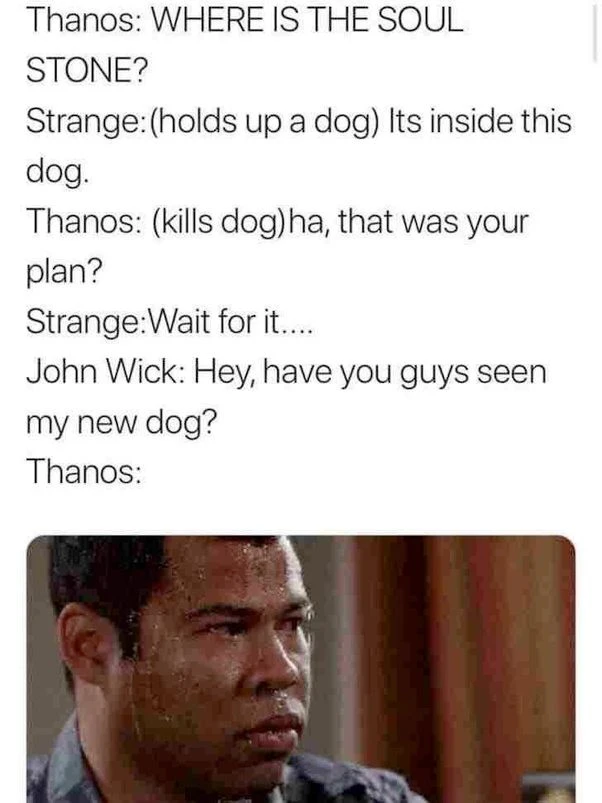 Thanos: WHERE IS THE SOUL
STONE?
Strange:(holds up a dog) Its inside this
dog.
Thanos: (kills dog)ha, that was your
plan?
Strange:Wait for it....
John Wick: Hey, have you guys seen
my new dog?
Thanos: